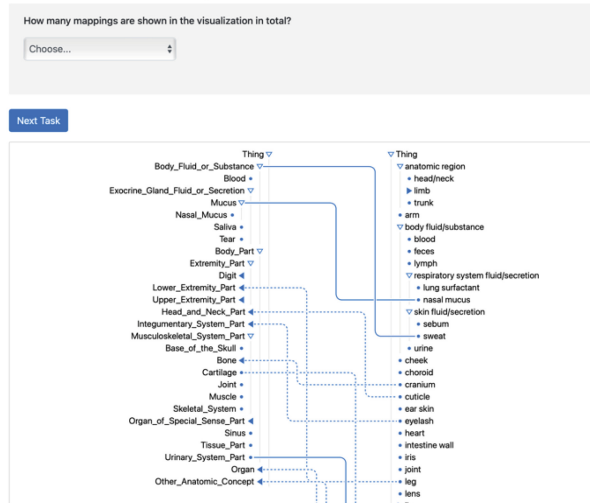 How many mappings are shown in the visualization in total?
Choose...
Next Task
Thing
Body_Fluid_or_Substance
Blood
Exocrine_Gland_Fluid_or_Secretion
Mucus
Nasal_Mucus
Saliva
Tear
Body_Part
Extremity_Part
Digit
Lower_Extremity_Part
Upper_Extremity_Part
Head_and_Neck_Part
Integumentary_System_Part
Musculoskeletal_System_Part
Base_of_the_Skull
Bone
Cartilage
Joint
Muscle
Skeletal_System
Organ_of_Special_Sense_Part
Sinus
Tissue_Part
Urinary_System_Part
Organ
Other_Anatomic_Concept
Thing
anatomic region
head/neck
limb
trunk
arm
body fluid/substance
blood
feces
lymph
respiratory system fluid/secretion
lung surfactant
nasal mucus
skin fluid/secretion
sebum
sweat
urine
cheek
choroid
cranium
cuticle
ear skin
eyelash
heart
intestine wall
iris
joint
leg
lens